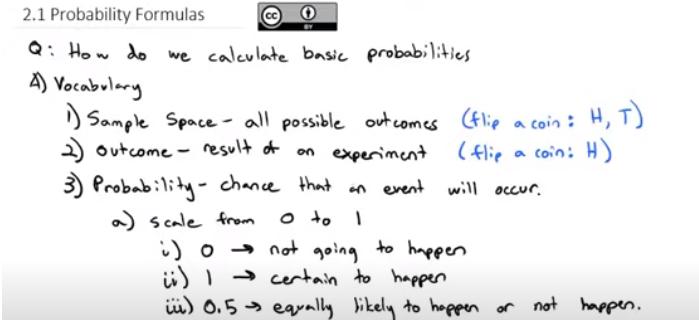 2.1 Probability Formulas
cc BY
Q: How do we calculate basic probabilities
A) Vocabulary
1) Sample Space - all possible outcomes (flip a coin: H, T)
2) Outcome - result of an experiment (flip a coin: H)
3) Probability - chance that an event will occur.
a) scale from 0 to 1
i) 0 → not going to happen
ii) 1 → certain to happen
iii) 0.5 → equally likely to happen or not happen.